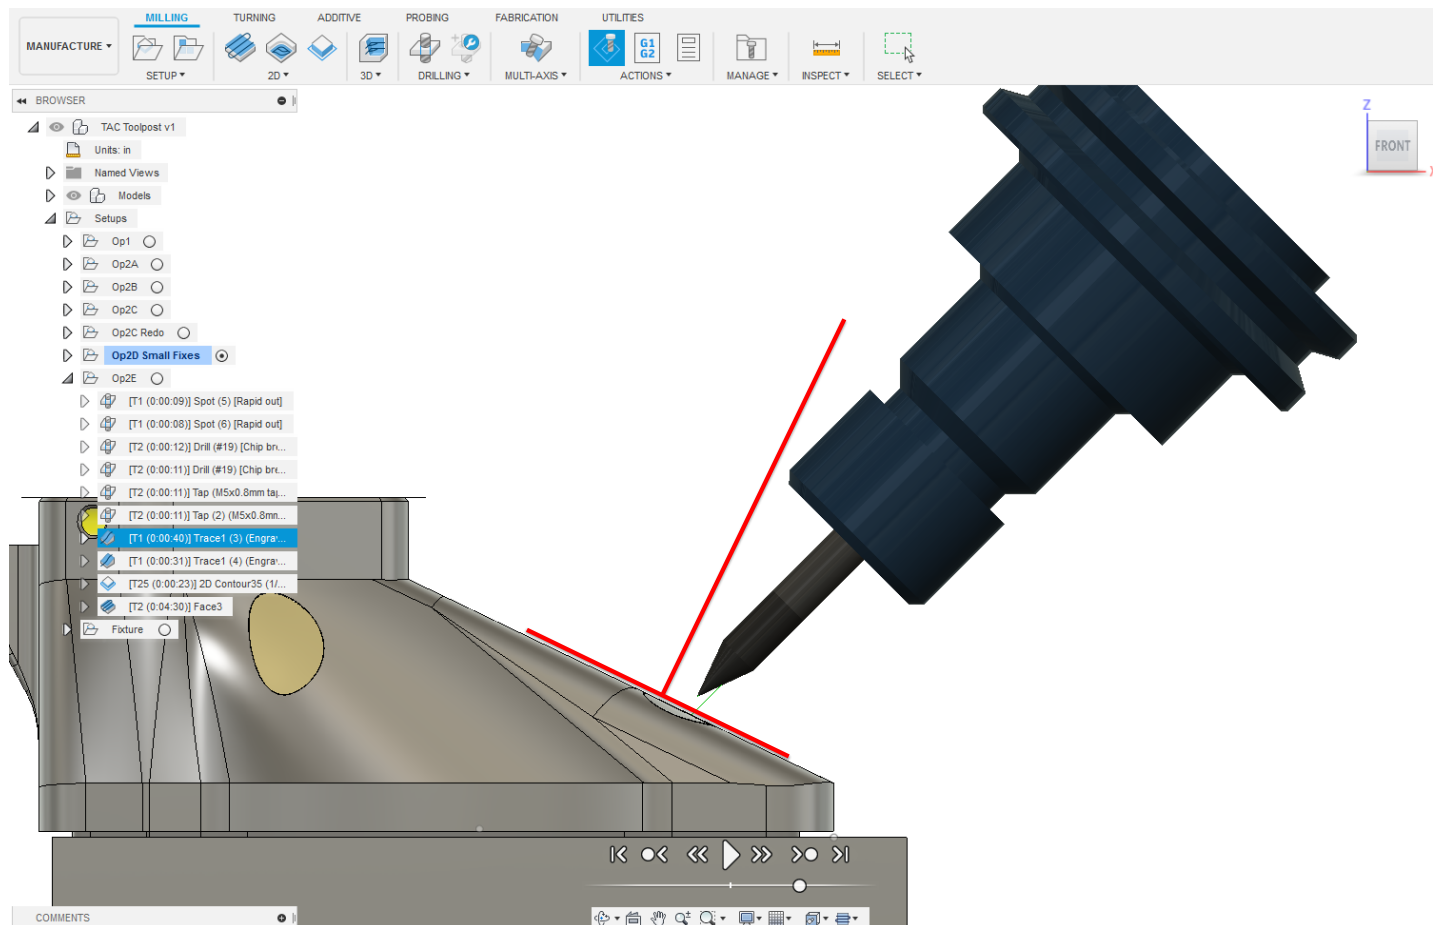 MILLING TURNING ADDITIVE PROBING FABRICATION UTILITIES
MANUFACTURE
G1
G2
SETUP 2D 3D DRILLING MULTI-AXIS ACTIONS MANAGE INSPECT SELECT
BROWSER
TAC Toolpost v1
Units: in
Named Views
Models
Setups
Op1
Op2A
Op2B
Op2C
Op2C Redo
Op2D Small Fixes
Op2E
[T1 (0:00:09)] Spot (5) [Rapid out]
[T1 (0:00:08)] Spot (6) [Rapid out]
[T2 (0:00:12)] Drill (#19) [Chip bre...
[T2 (0:00:11)] Drill (#19) [Chip bre...
[T2 (0:00:11)] Tap (M5x0.8mm tap...
[T2 (0:00:11)] Tap (2) (M5x0.8mm...
[T1 (0:00:40)] Trace1 (3) (Engrav...
[T1 (0:00:31)] Trace1 (4) (Engrav...
[T25 (0:00:23)] 2D Contour35 (1/...
[T2 (0:04:30)] Face3
Fixture
Z
FRONT
X
COMMENTS